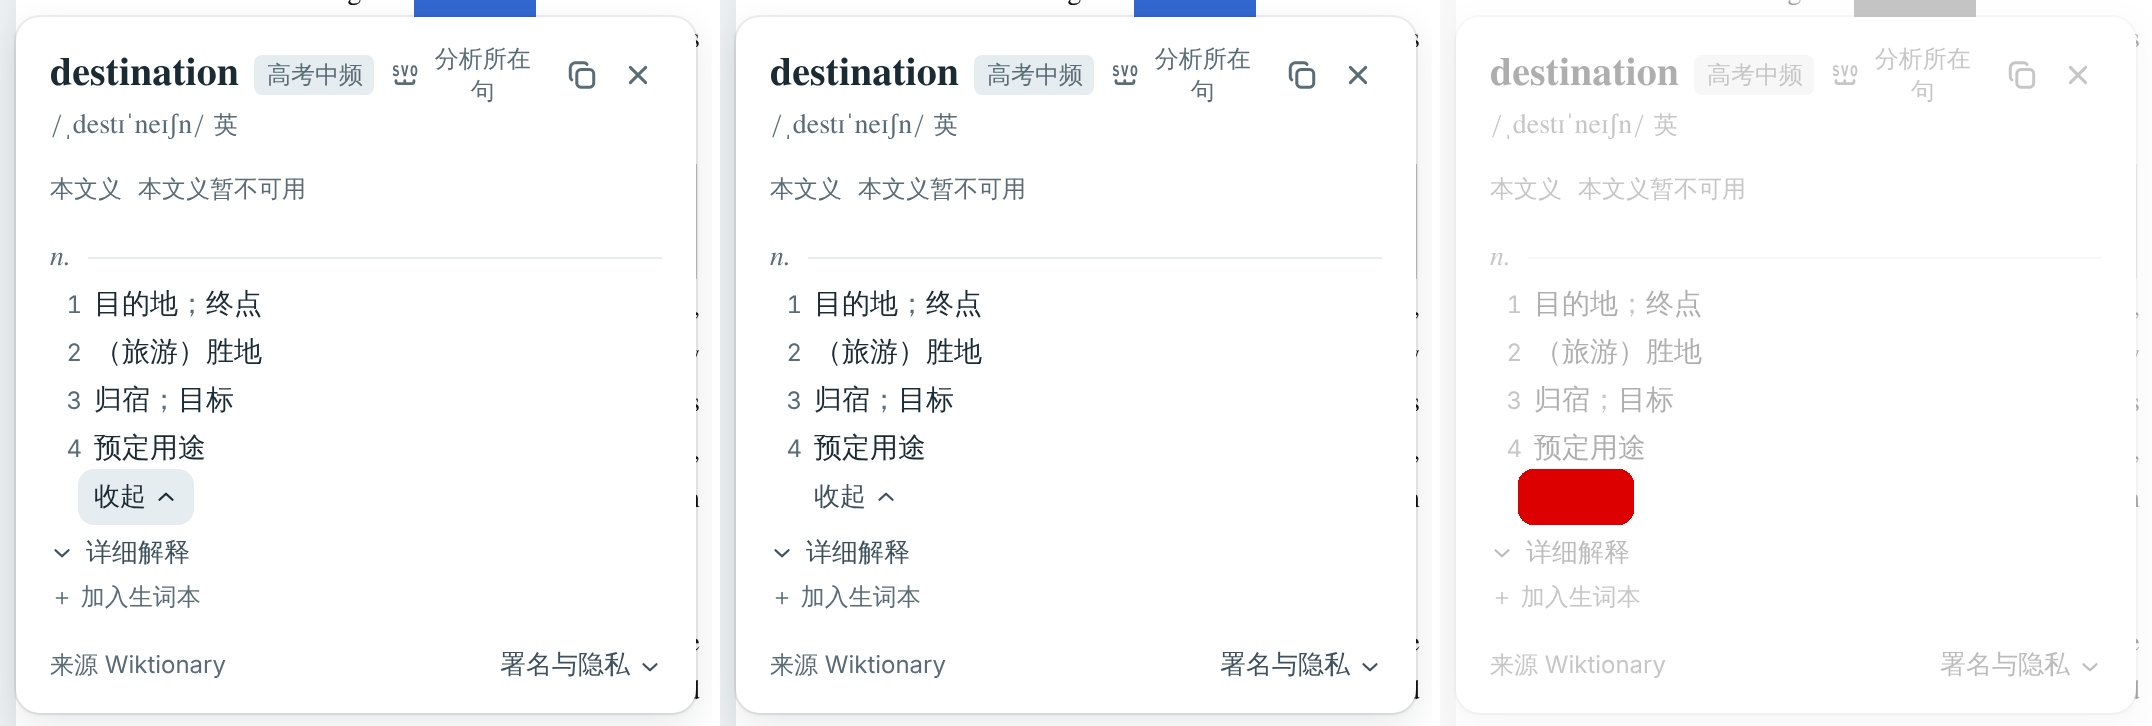 destination 高考中频 SVO 分析所在句
/ˌdestɪˈneɪʃn/ 英
本文义 本文义暂不可用
n.
1 目的地；终点
2 （旅游）胜地
3 归宿；目标
4 预定用途
收起
详细解释
+ 加入生词本
来源 Wiktionary 署名与隐私
destination 高考中频 SVO 分析所在句
/ˌdestɪˈneɪʃn/ 英
本文义 本文义暂不可用
n.
1 目的地；终点
2 （旅游）胜地
3 归宿；目标
4 预定用途
收起
详细解释
+ 加入生词本
来源 Wiktionary 署名与隐私
destination 高考中频 SVO 分析所在句
/ˌdestɪˈneɪʃn/ 英
本文义 本文义暂不可用
n.
1 目的地；终点
2 （旅游）胜地
3 归宿；目标
4 预定用途
详细解释
+ 加入生词本
来源 Wiktionary 署名与隐私